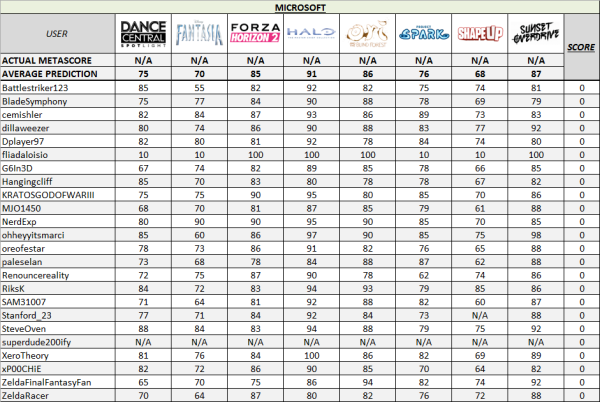 MICROSOFT
USER DANCE CENTRAL SPOTLIGHT Disney FANTASIA FORZA HORIZON 2 HALO ORI PROJECT SPARK SHAPE UP SUNSET OVERDRIVE SCORE
ACTUAL METASCORE N/A N/A N/A N/A N/A N/A N/A N/A
AVERAGE PREDICTION 75 70 85 91 86 76 68 87
Battlestriker123 85 55 82 92 82 75 74 81 0
BladeSymphony 75 77 84 90 88 78 69 79 0
cemishler 82 84 87 93 86 89 73 83 0
dillaweezer 80 74 86 90 88 83 77 92 0
Dplayer97 82 80 81 92 78 84 74 80 0
fliadaloisio 10 10 100 100 100 10 10 100 0
G6In3D 67 74 82 89 85 78 66 85 0
Hangingcliff 85 70 83 80 78 78 67 82 0
KRATOSGODOFWARIII 75 75 90 95 80 85 70 86 0
MJO1450 68 70 81 87 85 79 61 88 0
NerdExp 80 80 90 95 90 85 70 85 0
ohheyyitsmarci 85 60 86 97 90 85 75 98 0
oreofestar 78 73 86 91 82 76 65 88 0
paleselan 73 68 78 84 88 87 62 88 0
Renouncereality 72 75 87 90 78 62 74 86 0
RiksK 84 72 83 94 93 79 85 86 0
SAM31007 71 64 81 92 88 82 60 87 0
Stanford_23 77 71 84 92 84 73 N/A 88 0
SteveOven 88 84 83 94 88 79 75 92 0
superdude200ify N/A N/A N/A N/A N/A N/A N/A N/A 0
XeroTheory 81 76 84 100 86 82 69 89 0
xP00CHiE 82 72 86 90 85 70 64 82 0
ZeldaFinalFantasyFan 65 70 75 86 94 82 74 92 0
ZeldaRacer 70 64 87 80 82 76 72 88 0